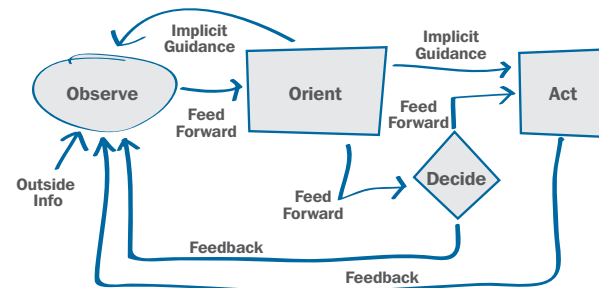 Implicit
Guidance
Implicit
Guidance
Observe
Orient
Act
Feed
Forward
Feed
Forward
Outside
Info
Decide
Feed
Forward
Feedback
Feedback